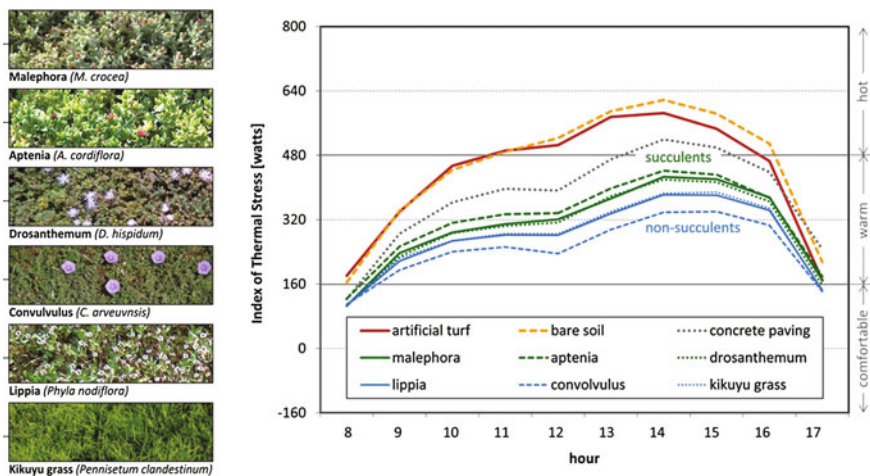 Malephora (M. crocea)
Aptenia (A. cordiflora)
Drosanthemum (D. hispidum)
Convulvulus (C. arveuvnsis)
Lippia (Phyla nodiflora)
Kikuyu grass (Pennisetum clandestinum)
Index of Thermal Stress [watts]
800
640
480
320
160
0
-160
succulents
non-succulents
artificial turf bare soil concrete paving
malephora aptenia drosanthemum
lippia convolvulus kikuyu grass
8 9 10 11 12 13 14 15 16 17
hour
hot
warm
comfortable